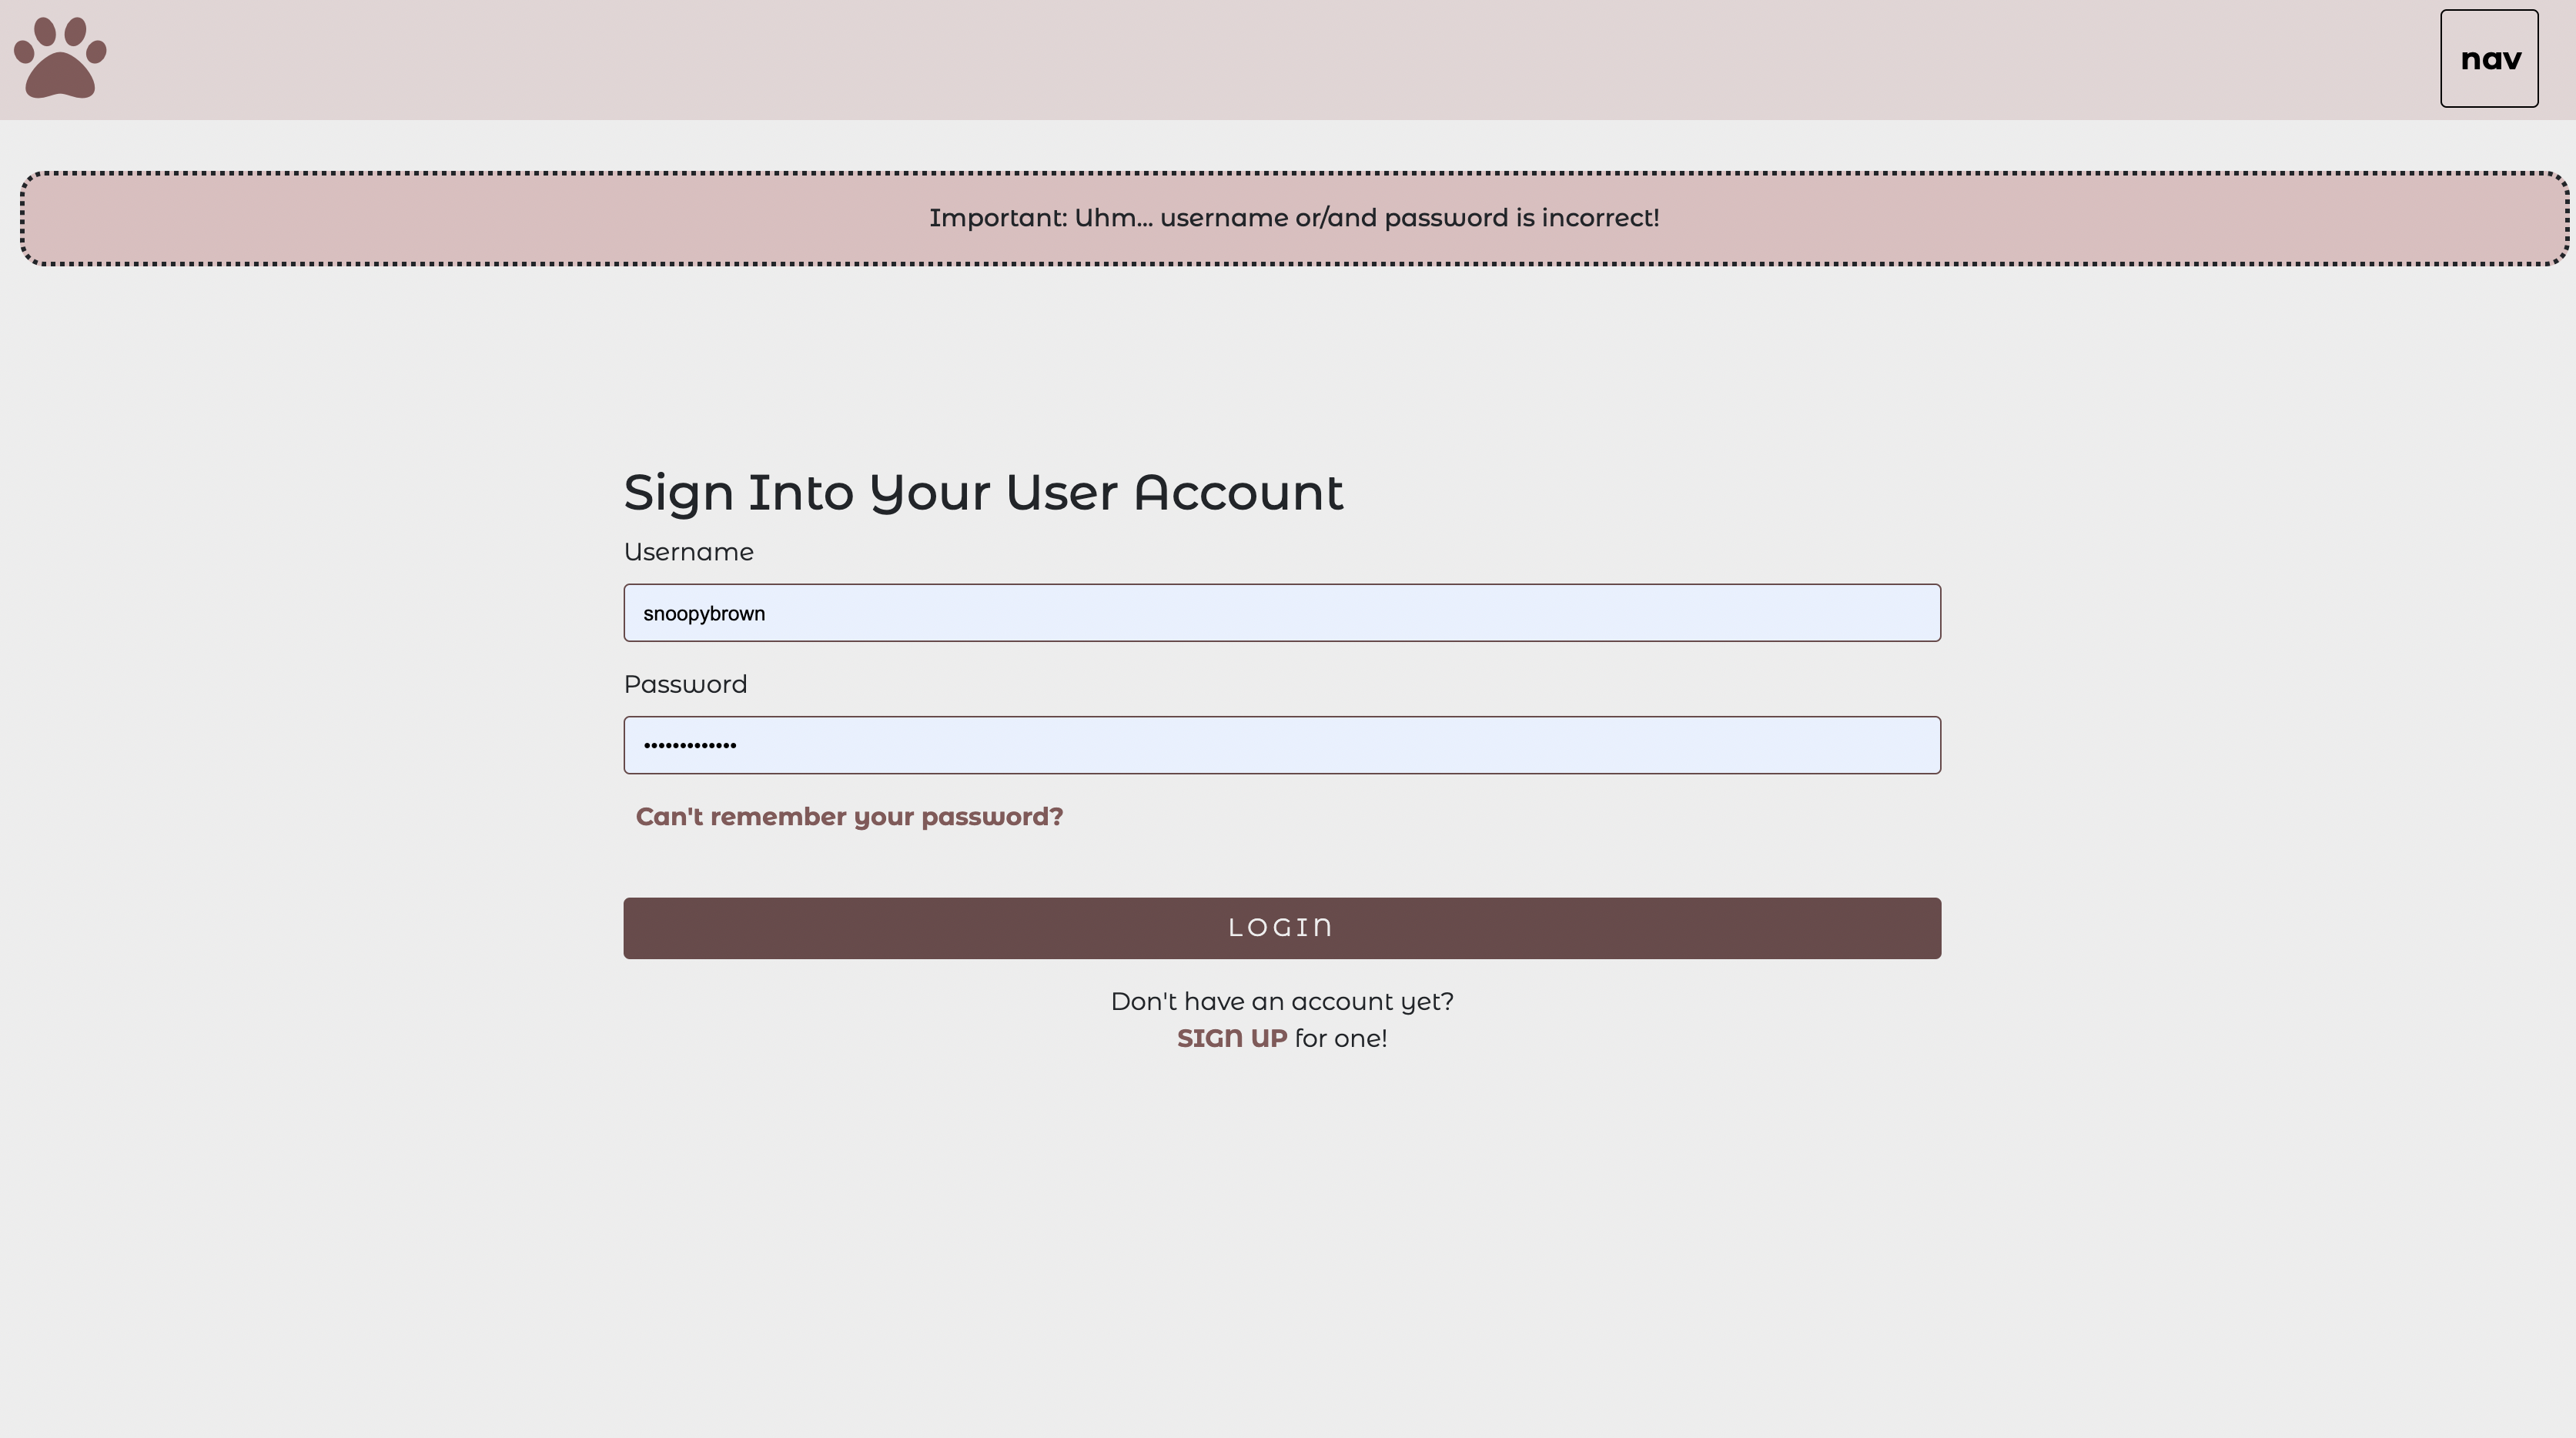 nav
Important: Uhm... username or/and password is incorrect!
Sign Into Your User Account
Username
snoopybrown
Password
•••••••••••••
Can't remember your password?
LOGIN
Don't have an account yet?
SIGN UP for one!